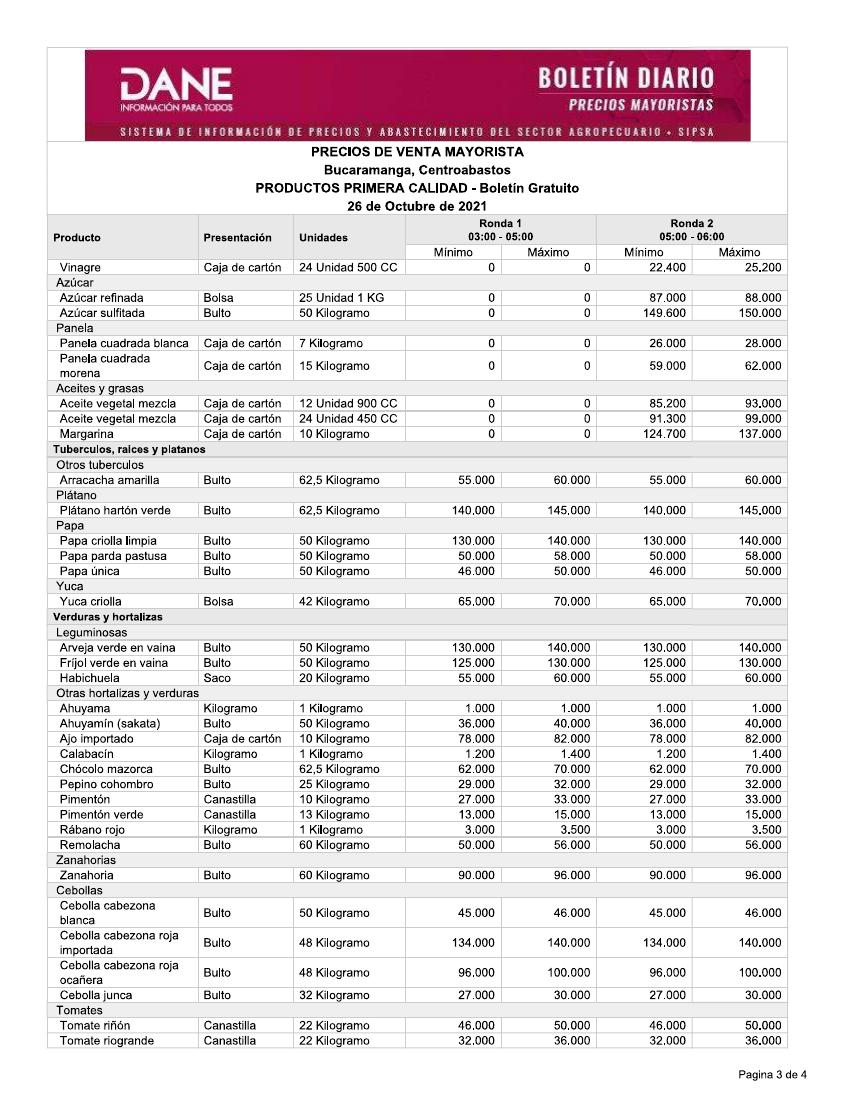 DANE
INFORMACIÓN PARA TODOS
BOLETÍN DIARIO
PRECIOS MAYORISTAS
SISTEMA DE INFORMACIÓN DE PRECIOS Y ABASTECIMIENTO DEL SECTOR AGROPECUARIO • SIPSA
PRECIOS DE VENTA MAYORISTA
Bucaramanga, Centroabastos
PRODUCTOS PRIMERA CALIDAD - Boletín Gratuito
26 de Octubre de 2021
Producto Presentación Unidades Ronda 1 03:00 - 05:00 Ronda 2 05:00 - 06:00
Mínimo Máximo Mínimo Máximo
Vinagre Caja de cartón 24 Unidad 500 CC 0 0 22.400 25.200
Azúcar
Azúcar refinada Bolsa 25 Unidad 1 KG 0 0 87.000 88.000
Azúcar sulfitada Bulto 50 Kilogramo 0 0 149.600 150.000
Panela
Panela cuadrada blanca Caja de cartón 7 Kilogramo 0 0 26.000 28.000
Panela cuadrada
morena Caja de cartón 15 Kilogramo 0 0 59.000 62.000
Aceites y grasas
Aceite vegetal mezcla Caja de cartón 12 Unidad 900 CC 0 0 85.200 93.000
Aceite vegetal mezcla Caja de cartón 24 Unidad 450 CC 0 0 91.300 99.000
Margarina Caja de cartón 10 Kilogramo 0 0 124.700 137.000
Tuberculos, raices y platanos
Otros tuberculos
Arracacha amarilla Bulto 62,5 Kilogramo 55.000 60.000 55.000 60.000
Plátano
Plátano hartón verde Bulto 62,5 Kilogramo 140.000 145.000 140.000 145.000
Papa
Papa criolla limpia Bulto 50 Kilogramo 130.000 140.000 130.000 140.000
Papa parda pastusa Bulto 50 Kilogramo 50.000 58.000 50.000 58.000
Papa única Bulto 50 Kilogramo 46.000 50.000 46.000 50.000
Yuca
Yuca criolla Bolsa 42 Kilogramo 65.000 70.000 65.000 70.000
Verduras y hortalizas
Leguminosas
Arveja verde en vaina Bulto 50 Kilogramo 130.000 140.000 130.000 140.000
Fríjol verde en vaina Bulto 50 Kilogramo 125.000 130.000 125.000 130.000
Habichuela Saco 20 Kilogramo 55.000 60.000 55.000 60.000
Otras hortalizas y verduras
Ahuyama Kilogramo 1 Kilogramo 1.000 1.000 1.000 1.000
Ahuyamín (sakata) Bulto 50 Kilogramo 36.000 40.000 36.000 40.000
Ajo importado Caja de cartón 10 Kilogramo 78.000 82.000 78.000 82.000
Calabacín Kilogramo 1 Kilogramo 1.200 1.400 1.200 1.400
Chócolo mazorca Bulto 62,5 Kilogramo 62.000 70.000 62.000 70.000
Pepino cohombro Bulto 25 Kilogramo 29.000 32.000 29.000 32.000
Pimentón Canastilla 10 Kilogramo 27.000 33.000 27.000 33.000
Pimentón verde Canastilla 13 Kilogramo 13.000 15.000 13.000 15.000
Rábano rojo Kilogramo 1 Kilogramo 3.000 3.500 3.000 3.500
Remolacha Bulto 60 Kilogramo 50.000 56.000 50.000 56.000
Zanahorias
Zanahoria Bulto 60 Kilogramo 90.000 96.000 90.000 96.000
Cebollas
Cebolla cabezona
blanca Bulto 50 Kilogramo 45.000 46.000 45.000 46.000
Cebolla cabezona roja
importada Bulto 48 Kilogramo 134.000 140.000 134.000 140.000
Cebolla cabezona roja
ocañera Bulto 48 Kilogramo 96.000 100.000 96.000 100.000
Cebolla junca Bulto 32 Kilogramo 27.000 30.000 27.000 30.000
Tomates
Tomate riñón Canastilla 22 Kilogramo 46.000 50.000 46.000 50.000
Tomate riogrande Canastilla 22 Kilogramo 32.000 36.000 32.000 36.000
Pagina 3 de 4